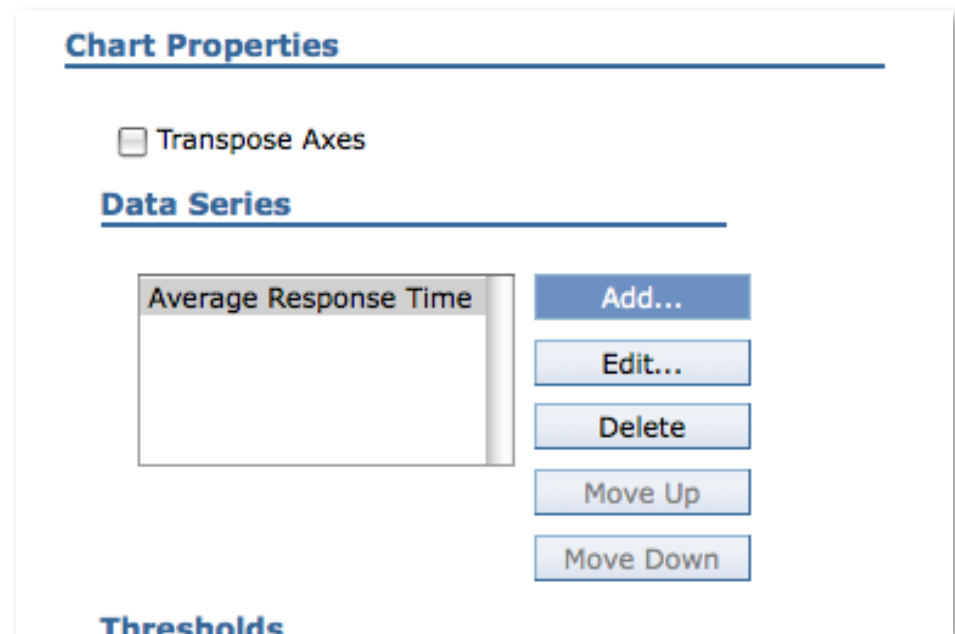 Chart Properties
Transpose Axes
Data Series
Average Response Time
Add...
Edit...
Delete
Move Up
Move Down
Thresholds